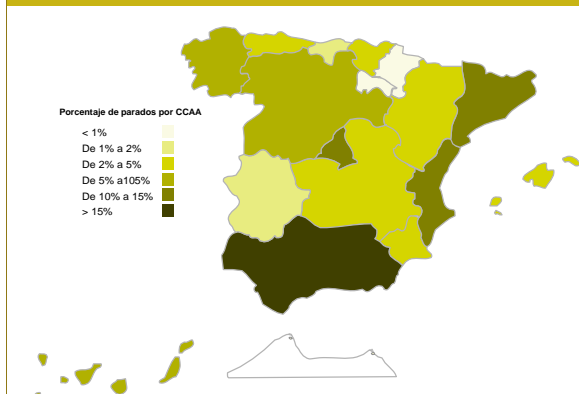 Porcentaje de parados por CCAA
< 1%
De 1% a 2%
De 2% a 5%
De 5% a105%
De 10% a 15%
> 15%